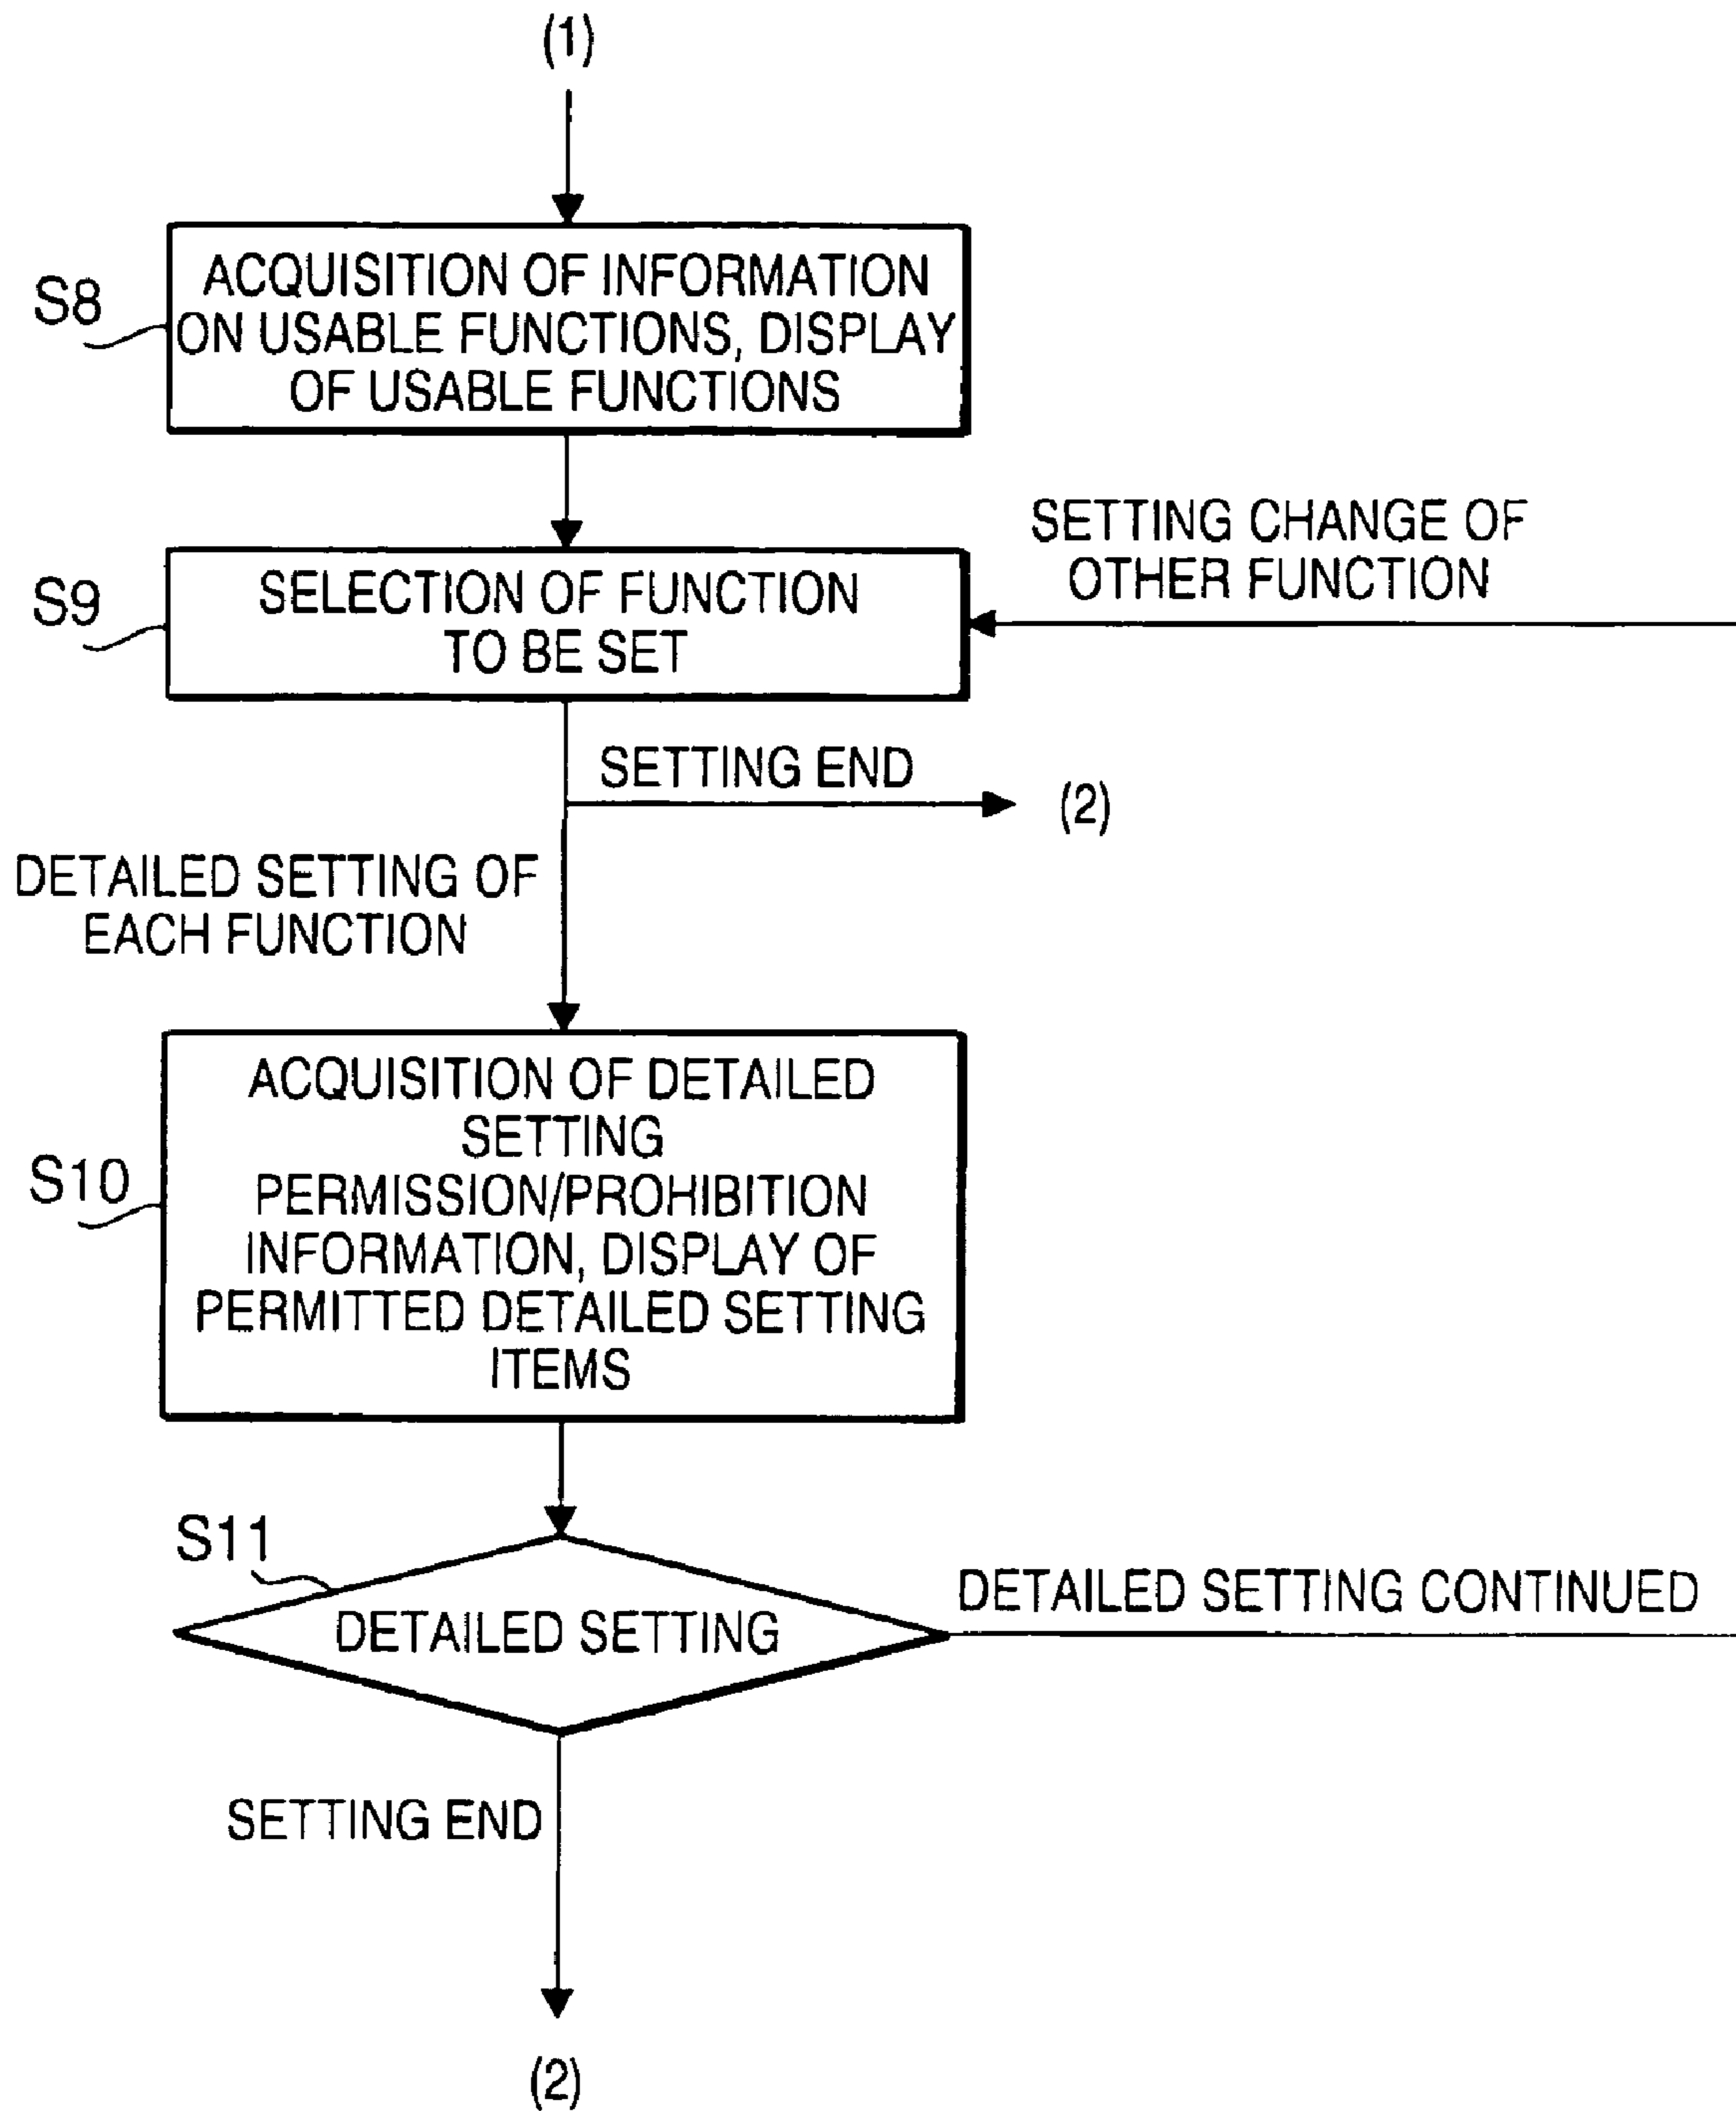 (1)
S8
ACQUISITION OF INFORMATION
ON USABLE FUNCTIONS, DISPLAY
OF USABLE FUNCTIONS
SETTING CHANGE OF
OTHER FUNCTION
S9
SELECTION OF FUNCTION
TO BE SET
SETTING END
(2)
DETAILED SETTING OF
EACH FUNCTION
S10
ACQUISITION OF DETAILED
SETTING
PERMISSION/PROHIBITION
INFORMATION, DISPLAY OF
PERMITTED DETAILED SETTING
ITEMS
S11
DETAILED SETTING
DETAILED SETTING CONTINUED
SETTING END
(2)